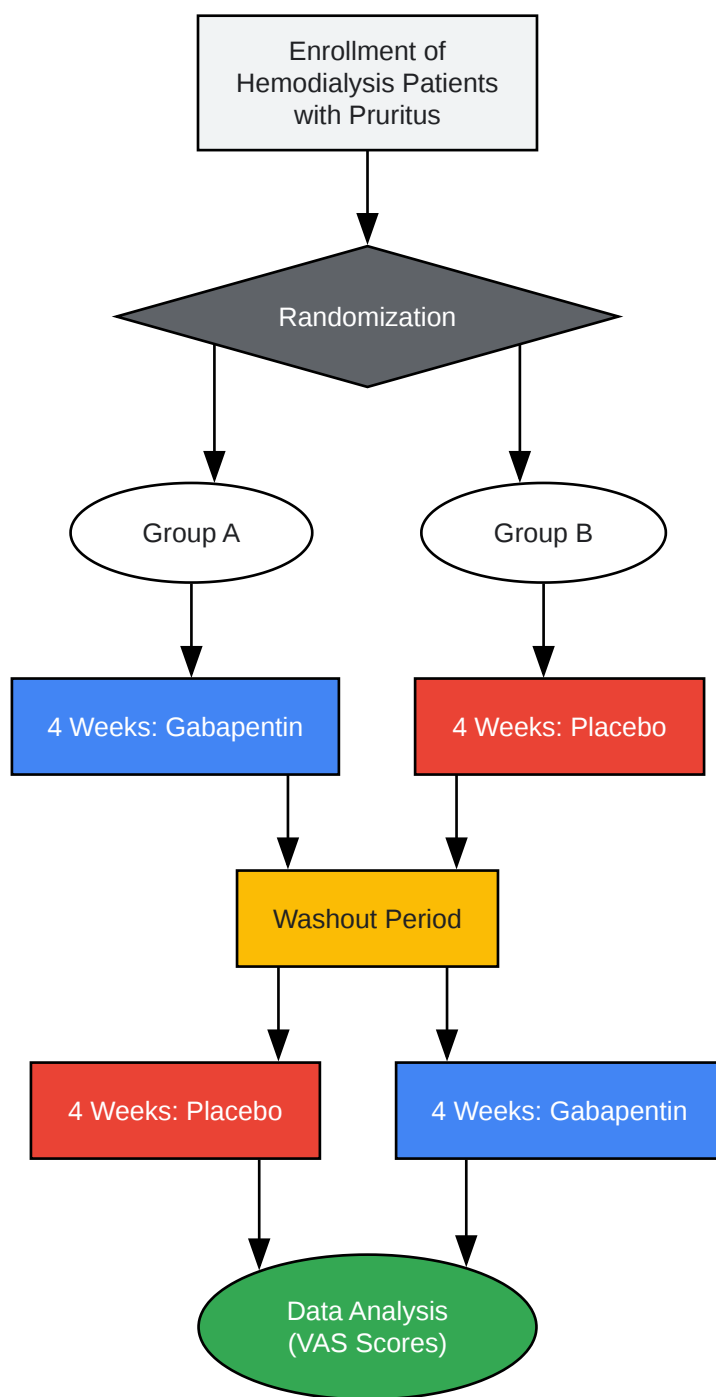 Enrollment of
Hemodialysis Patients
with Pruritus
Randomization
Group A
Group B
4 Weeks: Gabapentin
4 Weeks: Placebo
Washout Period
4 Weeks: Placebo
4 Weeks: Gabapentin
Data Analysis
(VAS Scores)